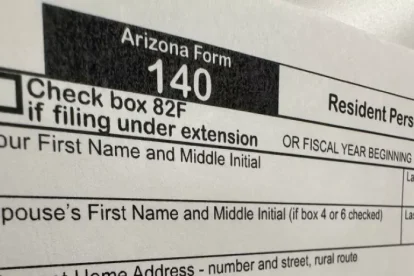 Arizona Form
140
Resident Pers
Check box 82F
if filing under extension
OR FISCAL YEAR BEGINNING
our First Name and Middle Initial
La
pouse's First Name and Middle Initial (if box 4 or 6 checked)
Las
Home Address - number and street, rural route